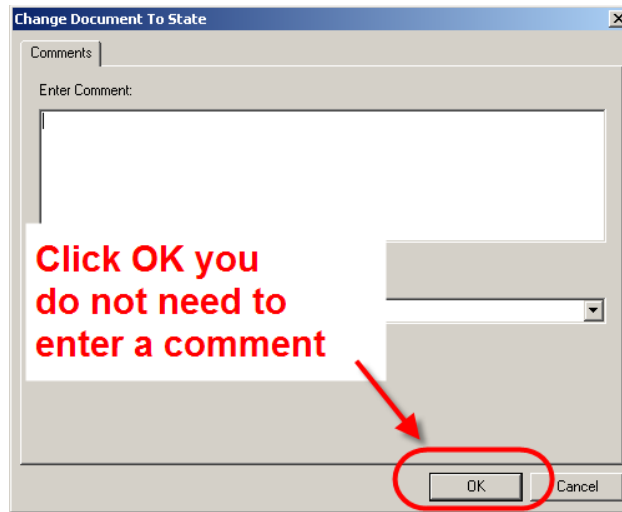 Change Document To State
Comments
Enter Comment:
Click OK you
do not need to
enter a comment
OK
Cancel